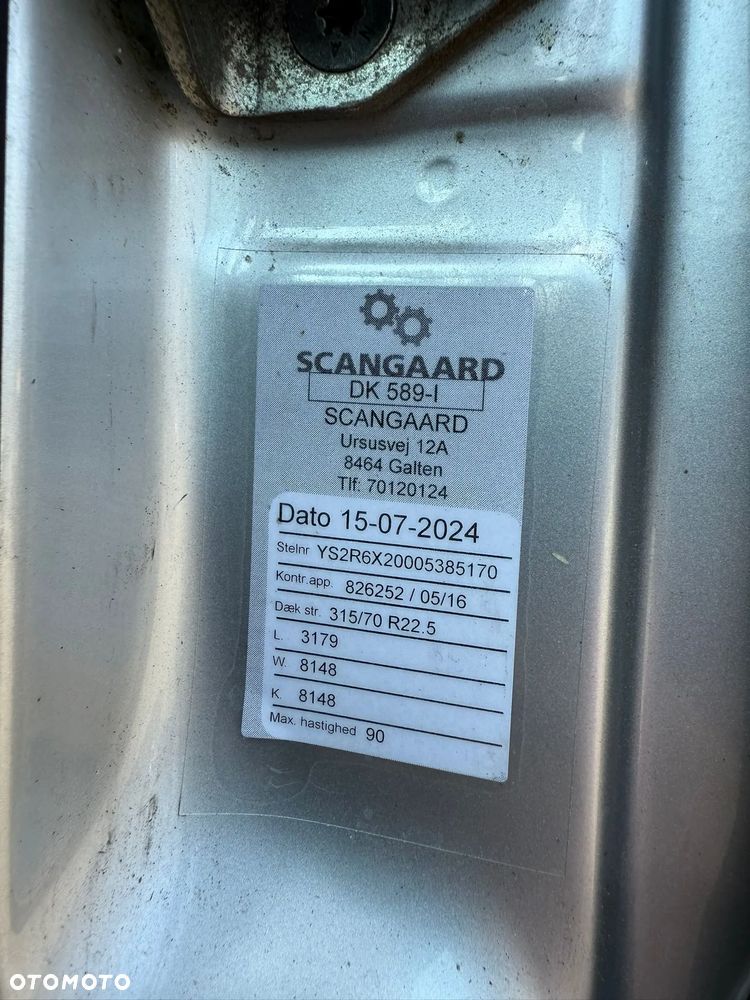 SCANGAARD
DK 589-I
SCANGAARD
Ursusvej 12A
8464 Galten
Tlf: 70120124
Dato 15-07-2024
Stelnr YS2R6X20005385170
Kontr.app. 826252 / 05/16
Dæk str. 315/70 R22.5
L. 3179
W. 8148
K. 8148
Max. hastighed 90
OTOMOTO